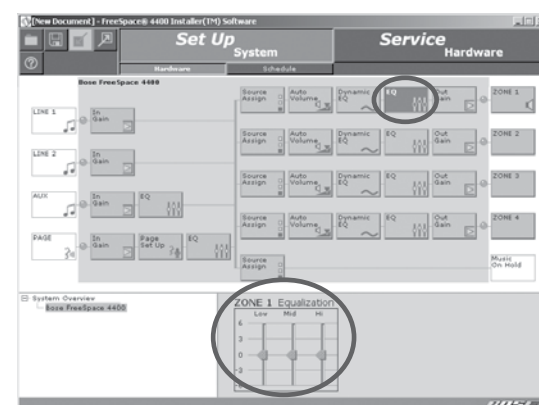 [New Document] - FreeSpace® 4400 Installer(TM) Software
Set Up
System
Service
Hardware
Hardware
Schedule
Bose FreeSpace 4400
LINE 1
In Gain
Source Assign
Auto Volume
Dynamic EQ
EQ
Out Gain
ZONE 1
LINE 2
In Gain
Source Assign
Auto Volume
Dynamic EQ
EQ
Out Gain
ZONE 2
AUX
In Gain
EQ
Source Assign
Auto Volume
Dynamic EQ
EQ
Out Gain
ZONE 3
PAGE
In Gain
Page Set Up
EQ
Source Assign
Auto Volume
Dynamic EQ
EQ
Out Gain
ZONE 4
Source Assign
Music On Hold
System Overview
Bose FreeSpace 4400
ZONE 1 Equalization
Low Mid Hi
6
3
0
-3